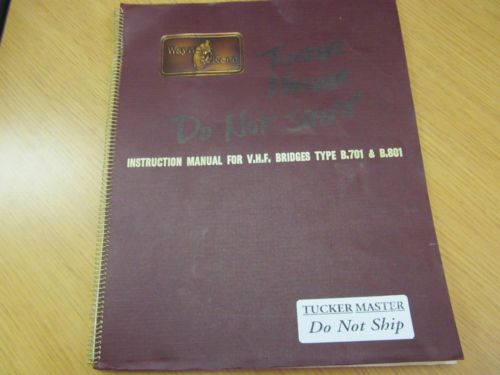 Wayne Kerr
Tucker
Master
Do Not SHIP
INSTRUCTION MANUAL FOR V.H.F. BRIDGES TYPE B.701 & B.801
TUCKER MASTER
Do Not Ship